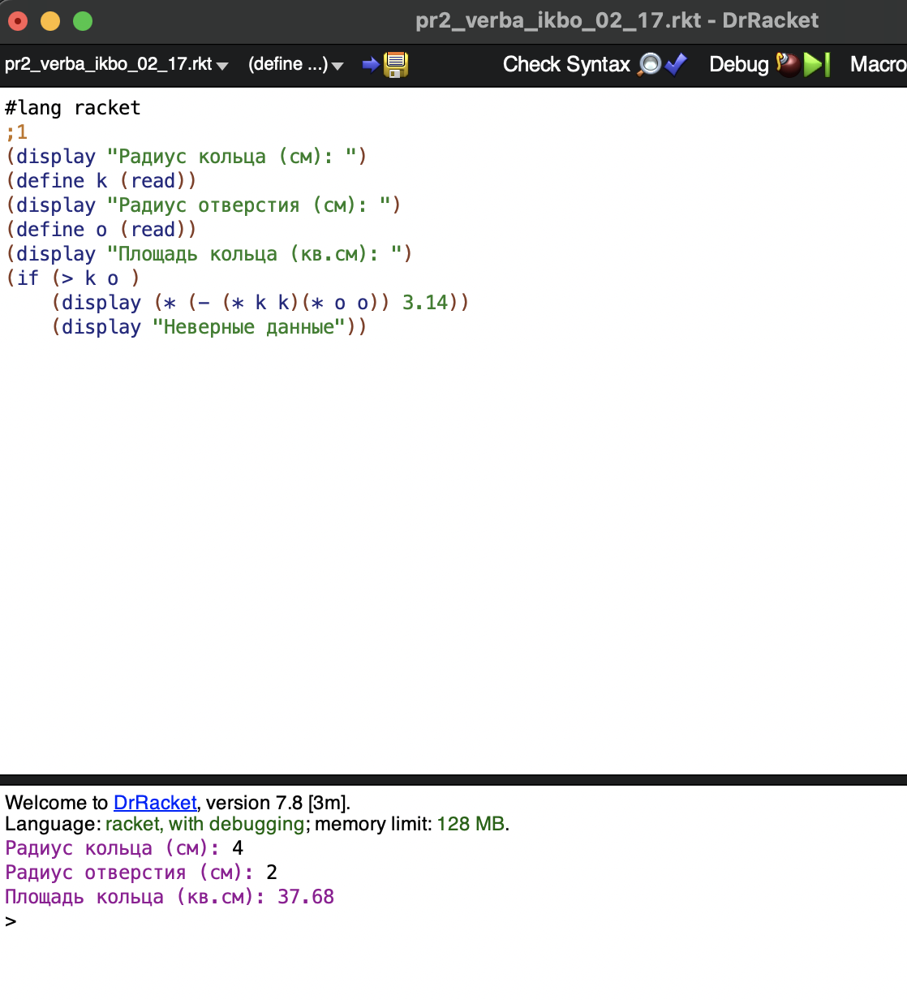 pr2_verba_ikbo_02_17.rkt - DrRacket
pr2_verba_ikbo_02_17.rkt (define ...) Check Syntax Debug Macro
#lang racket
;1
(display "Радиус кольца (см): ")
(define k (read))
(display "Радиус отверстия (см): ")
(define o (read))
(display "Площадь кольца (кв.см): ")
(if (> k o )
    (display (* (- (* k k)(* o o)) 3.14))
    (display "Неверные данные"))
Welcome to DrRacket, version 7.8 [3m].
Language: racket, with debugging; memory limit: 128 MB.
Радиус кольца (см): 4
Радиус отверстия (см): 2
Площадь кольца (кв.см): 37.68
>